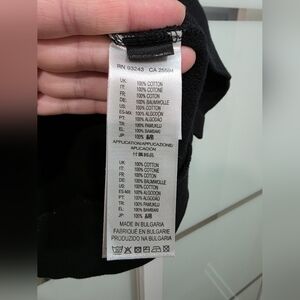 RN 93243 CA 25594
UK: 100% COTTON
IT: 100% COTONE
FR: 100% COTON
DE: 100% BAUMWOLLE
US: 100% COTTON
ES-MX: 100% ALGODÓN
PT: 100% ALGODÃO
TR: 100% PAMUKLU
EL: 100% ΒΑΜΒΑΚΙ
JP: 100%
APPLICATION/APPLICAZIONE/
APLICACIÓN
UK: 100% COTTON
IT: 100% COTONE
FR: 100% COTON
DE: 100% BAUMWOLLE
US: 100% COTTON
ES-MX: 100% ALGODÓN
PT: 100% ALGODÃO
TR: 100% PAMUKLU
EL: 100% ΒΑΜΒΑΚΙ
JP: 100%
MADE IN BULGARIA
FABRIQUÉ EN BULGARIE
PRODUZIDO NA BULGARIA